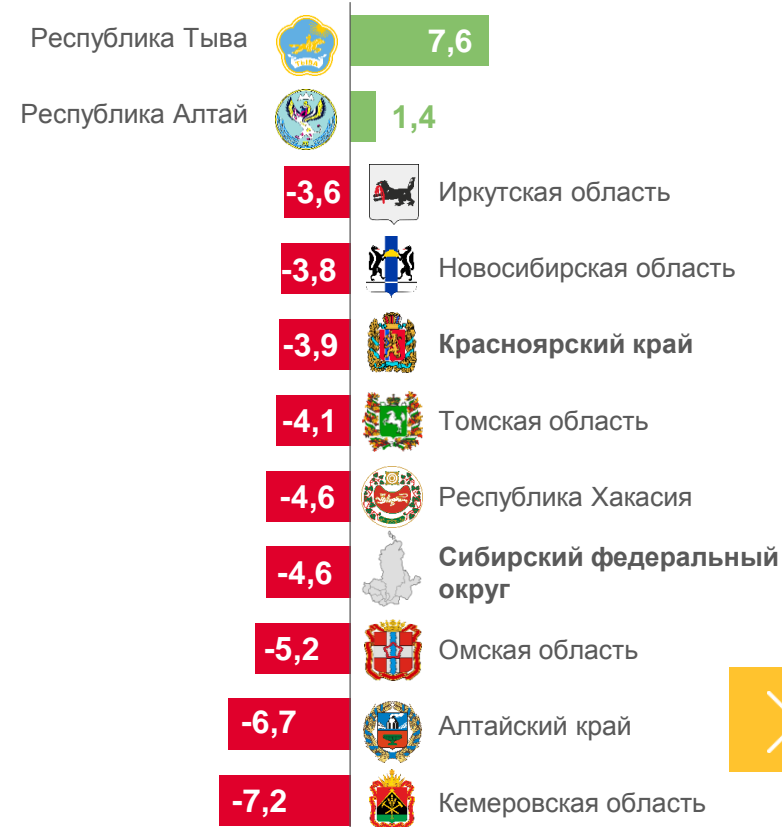 Республика Тыва 7,6
Республика Алтай 1,4
-3,6 Иркутская область
-3,8 Новосибирская область
-3,9 Красноярский край
-4,1 Томская область
-4,6 Республика Хакасия
-4,6 Сибирский федеральный
округ
-5,2 Омская область
-6,7 Алтайский край
-7,2 Кемеровская область